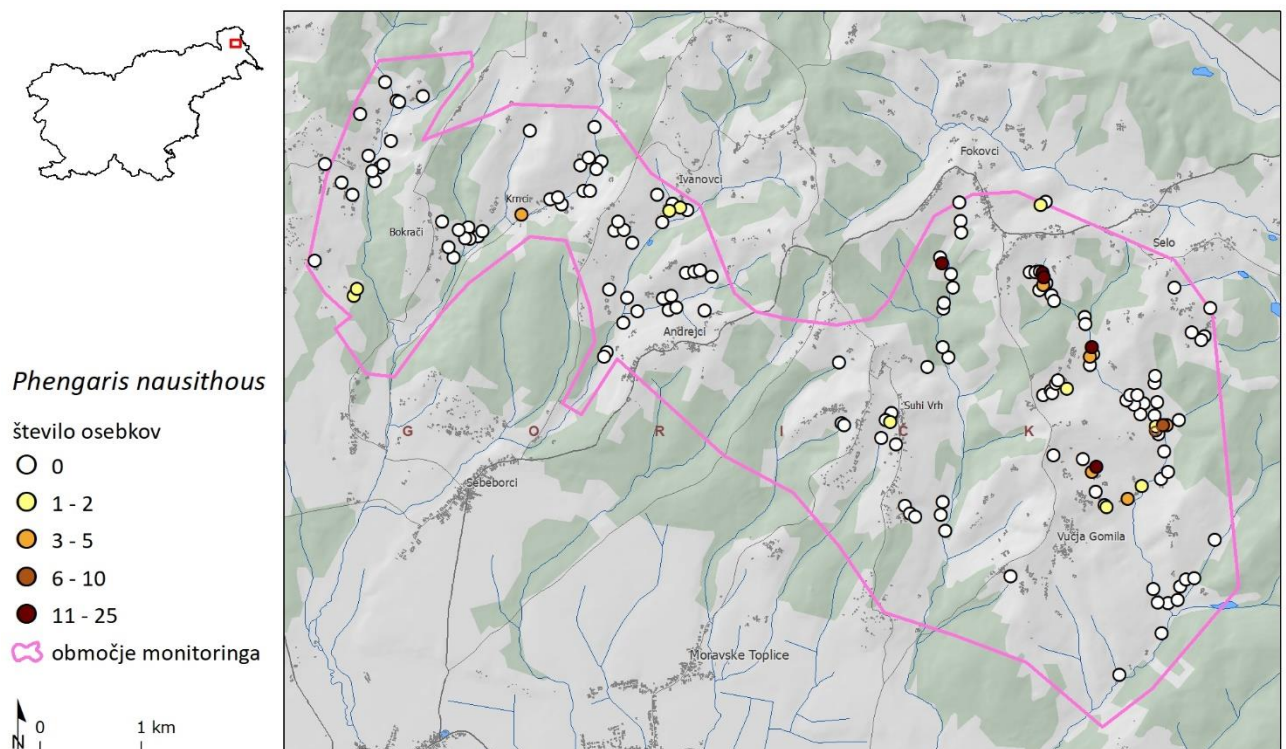 Phengaris nausithous
število osebkov
0
1 - 2
3 - 5
6 - 10
11 - 25
območje monitoringa
N
0 1 km
Fokovci
Ivanovci
Krnci
Bokrači
Selo
Andrejci
Suhi Vrh
G O R I Č K
Sebeborci
Vučja Gomila
Moravske Toplice